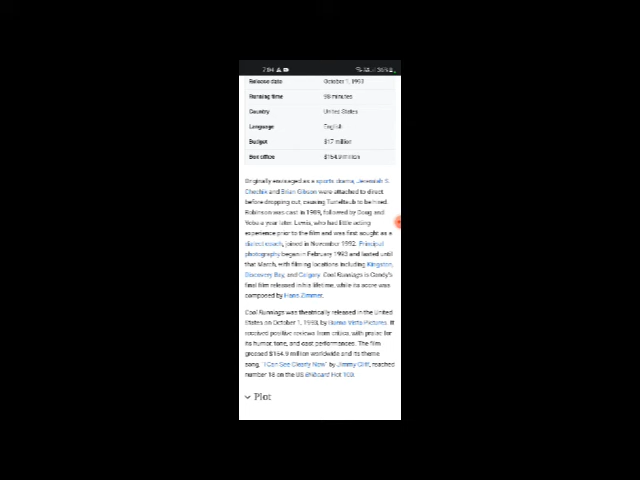 7:04
Release date October 1, 1993
Running time 98 minutes
Country United States
Language English
Budget $17 million
Box office $154.9 million
Originally envisaged as a sports drama, Jeremiah S.
Chechik and Brian Gibson were attached to direct
before dropping out, causing Turteltaub to be hired.
Robinson was cast in 1989, followed by Doug and
Yoba a year later. Lewis, who had little acting
experience prior to the film and was first sought as a
dialect coach, joined in November 1992. Principal
photography began in February 1993 and lasted until
that March, with filming locations including Kingston,
Discovery Bay, and Calgary. Cool Runnings is Candy's
final film released in his lifetime, while its score was
composed by Hans Zimmer.
Cool Runnings was theatrically released in the United
States on October 1, 1993, by Buena Vista Pictures. It
received positive reviews from critics, with praise for
its humor, tone, and cast performances. The film
grossed $154.9 million worldwide and its theme
song, "I Can See Clearly Now" by Jimmy Cliff, reached
number 18 on the US Billboard Hot 100.
Plot